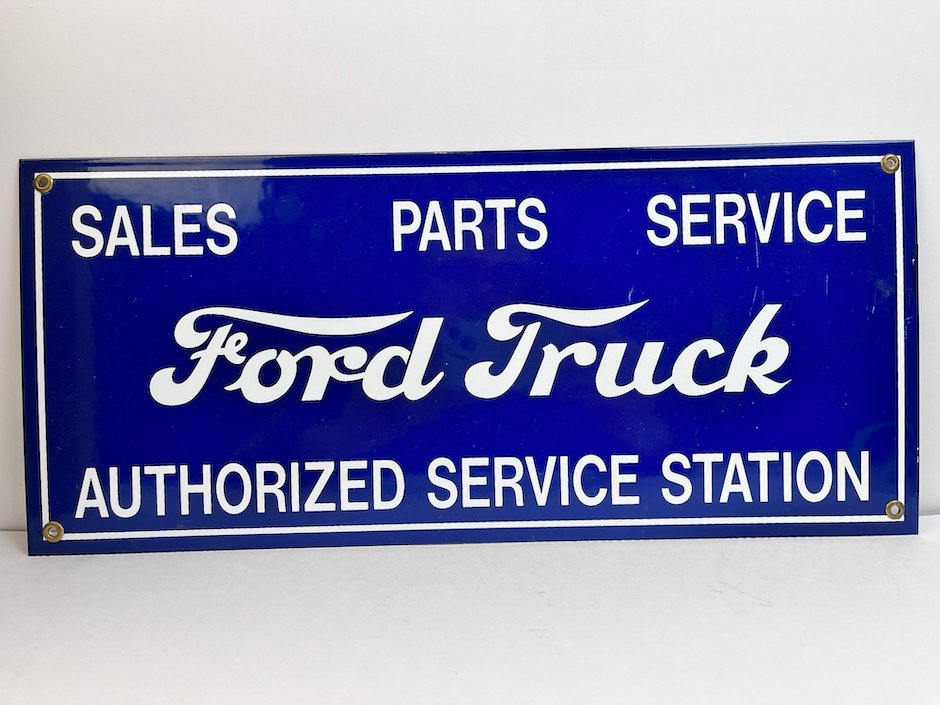 SALES PARTS SERVICE
Ford Truck
AUTHORIZED SERVICE STATION